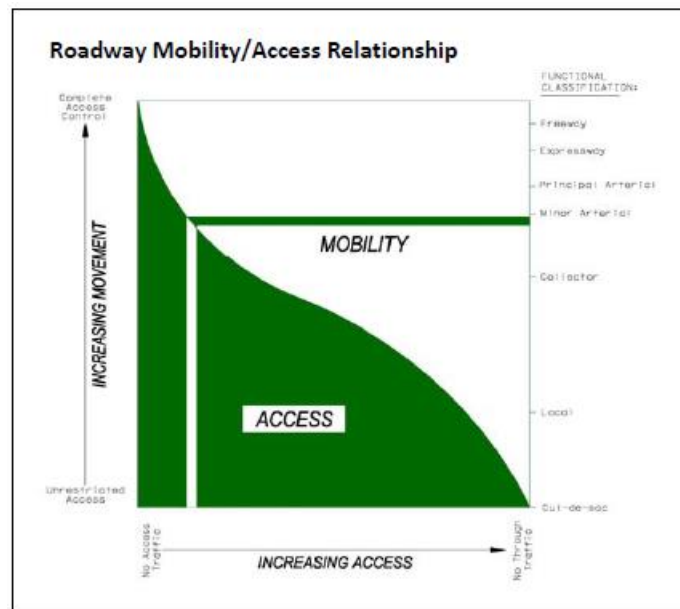 Roadway Mobility/Access Relationship
FUNCTIONAL
CLASSIFICATION:
Complete
Access
Control
Freeway
Expressway
Principal Arterial
Minor Arterial
MOBILITY
Collector
INCREASING MOVEMENT
ACCESS
Local
Unrestricted
Access
Cul-de-sac
No Access
Traffic
INCREASING ACCESS
No Through
Traffic